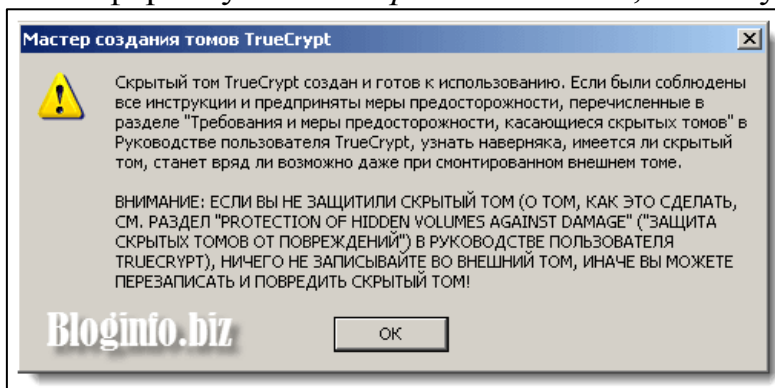 Мастер создания томов TrueCrypt
Скрытый том TrueCrypt создан и готов к использованию. Если были соблюдены
все инструкции и предприняты меры предосторожности, перечисленные в
разделе "Требования и меры предосторожности, касающиеся скрытых томов" в
Руководстве пользователя TrueCrypt, узнать наверняка, имеется ли скрытый
том, станет вряд ли возможно даже при смонтированном внешнем томе.
ВНИМАНИЕ: ЕСЛИ ВЫ НЕ ЗАЩИТИЛИ СКРЫТЫЙ ТОМ (О ТОМ, КАК ЭТО СДЕЛАТЬ,
СМ. РАЗДЕЛ "PROTECTION OF HIDDEN VOLUMES AGAINST DAMAGE" ("ЗАЩИТА
СКРЫТЫХ ТОМОВ ОТ ПОВРЕЖДЕНИЙ") В РУКОВОДСТВЕ ПОЛЬЗОВАТЕЛЯ
TRUECRYPT), НИЧЕГО НЕ ЗАПИСЫВАЙТЕ ВО ВНЕШНИЙ ТОМ, ИНАЧЕ ВЫ МОЖЕТЕ
ПЕРЕЗАПИСАТЬ И ПОВРЕДИТЬ СКРЫТЫЙ ТОМ!
Bloginfo.biz
ОК